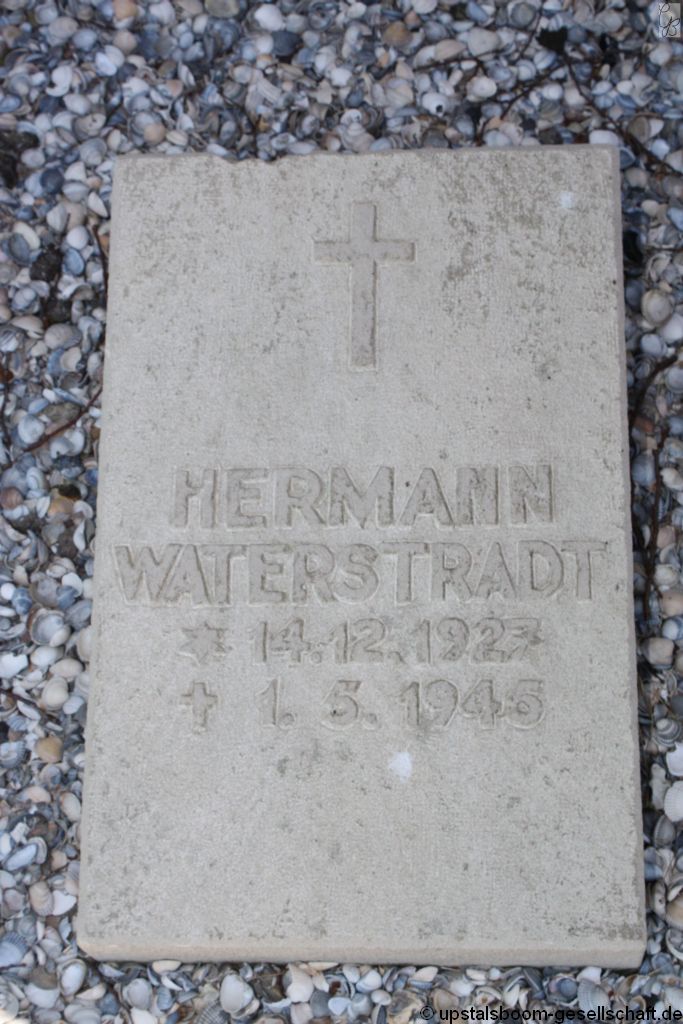 HERMANN
WATERSTRADT
* 14.12.1927
† 1. 5. 1945
© upstalsboom-gesellschaft.de